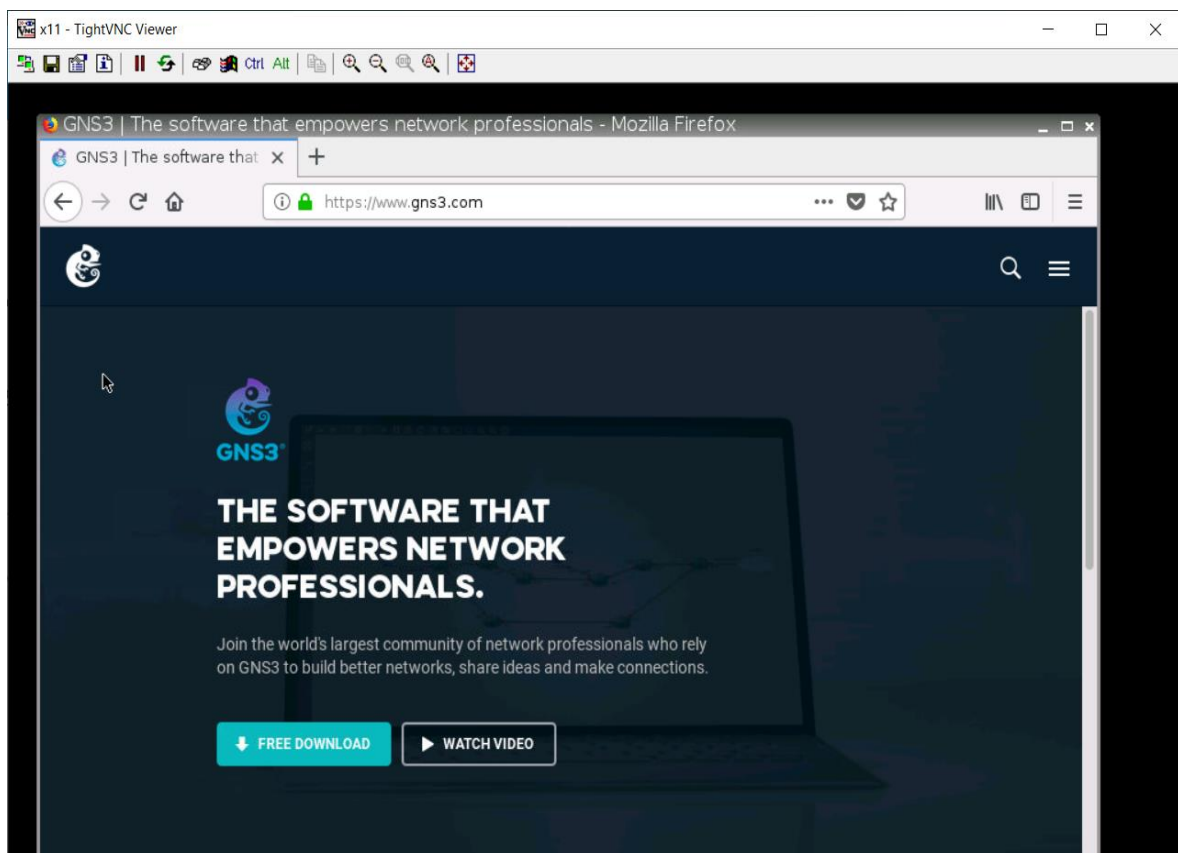 x11 - TightVNC Viewer
Ctrl Alt
GNS3 | The software that empowers network professionals - Mozilla Firefox
GNS3 | The software that
https://www.gns3.com
GNS3®
THE SOFTWARE THAT
EMPOWERS NETWORK
PROFESSIONALS.
Join the world's largest community of network professionals who rely
on GNS3 to build better networks, share ideas and make connections.
FREE DOWNLOAD
WATCH VIDEO